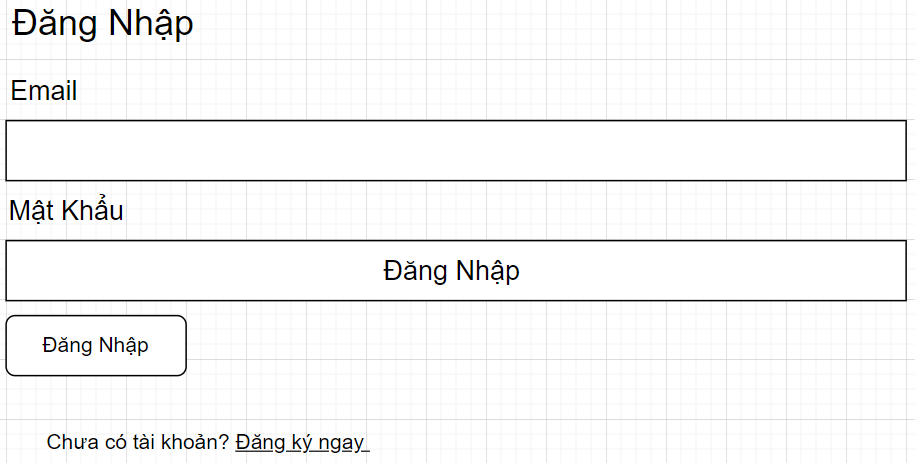 Đăng Nhập
Email
Mật Khẩu
Đăng Nhập
Đăng Nhập
Chưa có tài khoản? Đăng ký ngay